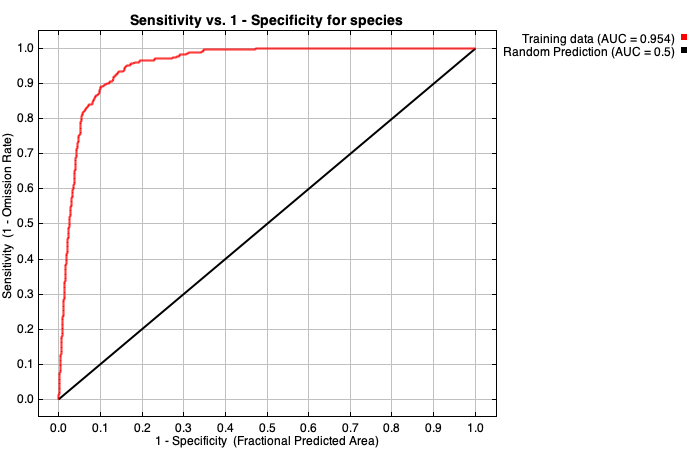 Sensitivity vs. 1 - Specificity for species
Training data (AUC = 0.954)
Random Prediction (AUC = 0.5)
Sensitivity (1 - Omission Rate)
1.0
0.9
0.8
0.7
0.6
0.5
0.4
0.3
0.2
0.1
0.0
0.0 0.1 0.2 0.3 0.4 0.5 0.6 0.7 0.8 0.9 1.0
1 - Specificity (Fractional Predicted Area)